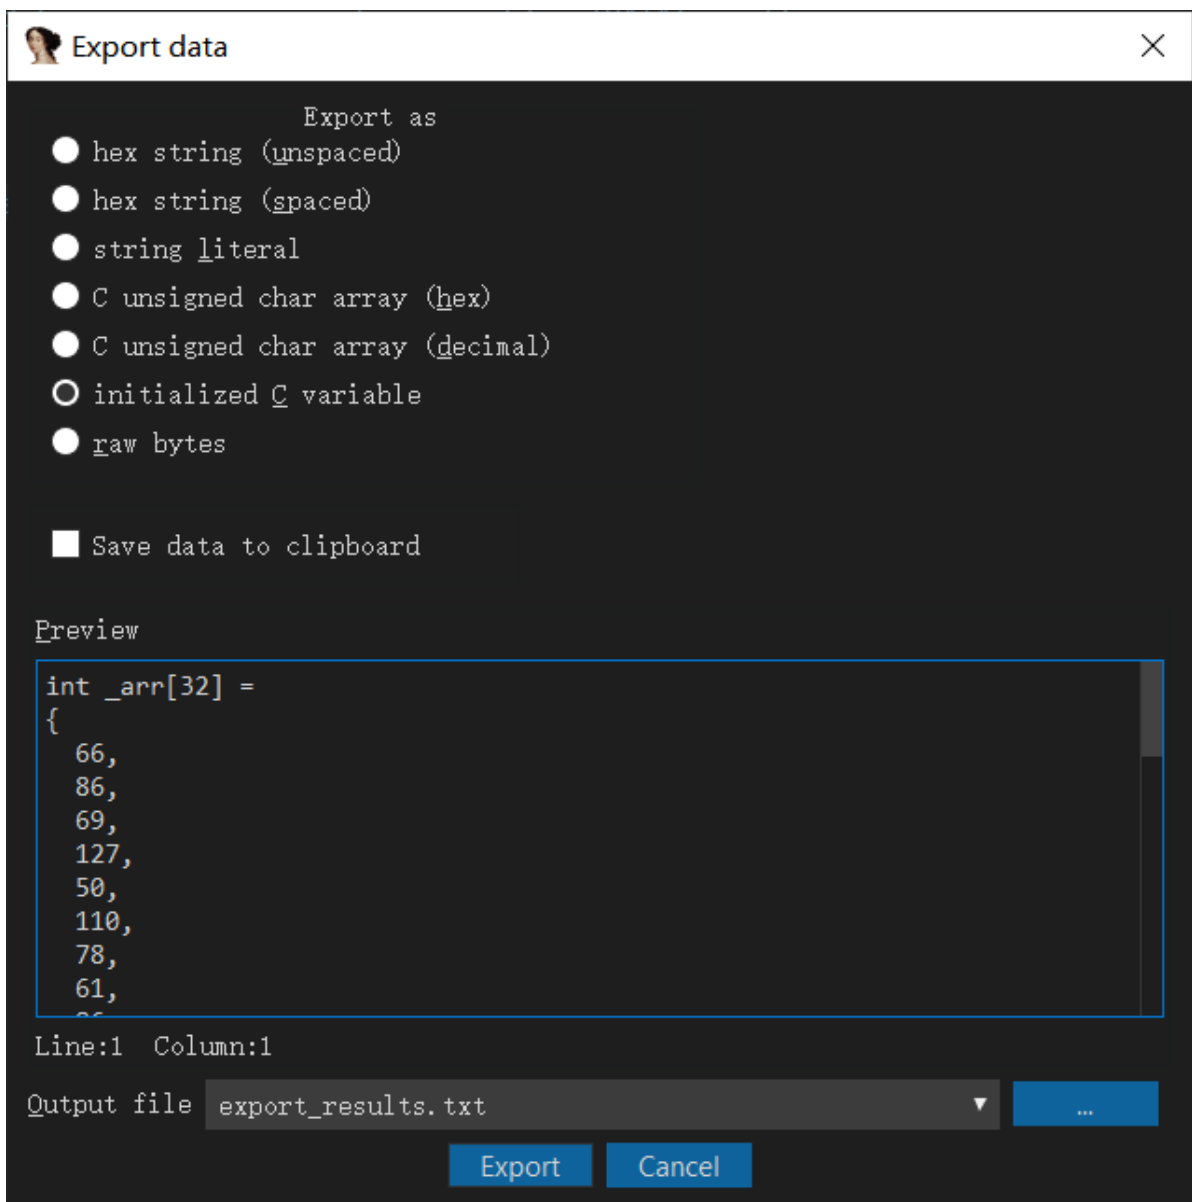 Export data
Export as
hex string (unspaced)
hex string (spaced)
string literal
C unsigned char array (hex)
C unsigned char array (decimal)
initialized C variable
raw bytes
Save data to clipboard
Preview
int _arr[32] =
{
66,
86,
69,
127,
50,
110,
78,
61,
Line:1 Column:1
Output file export_results.txt ...
Export Cancel